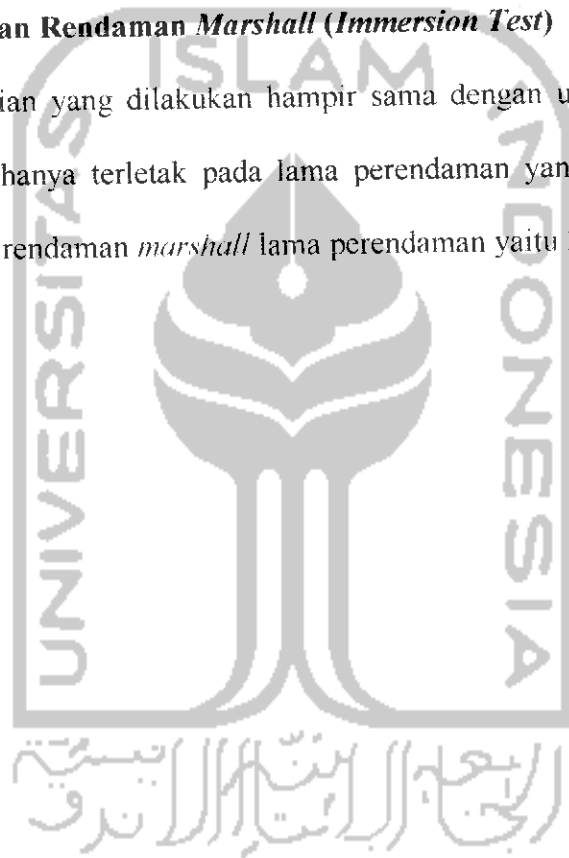 an Rendaman Marshall (Immersion Test)
ian yang dilakukan hampir sama dengan u
hanya terletak pada lama perendaman yan
rendaman marshall lama perendaman yaitu
ISLAM
UNIVERSITAS
INDONESIA